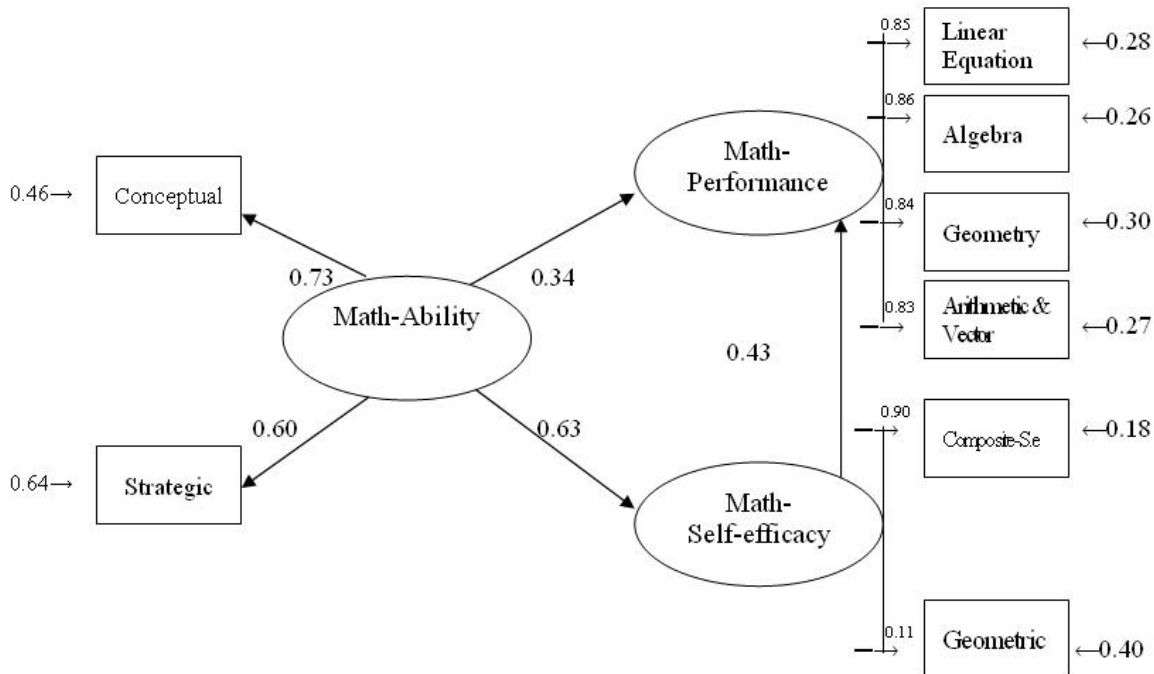 0.85
Linear
Equation
←0.28
0.86
Algebra
←0.26
Math-
Performance
0.46→
Conceptual
0.84
Geometry
←0.30
0.73
0.34
Math-Ability
0.83
Arithmetic &
Vector
←0.27
0.43
0.60
0.63
0.90
Composite-S.e
←0.18
0.64→
Strategic
Math-
Self-efficacy
0.11
Geometric
←0.40